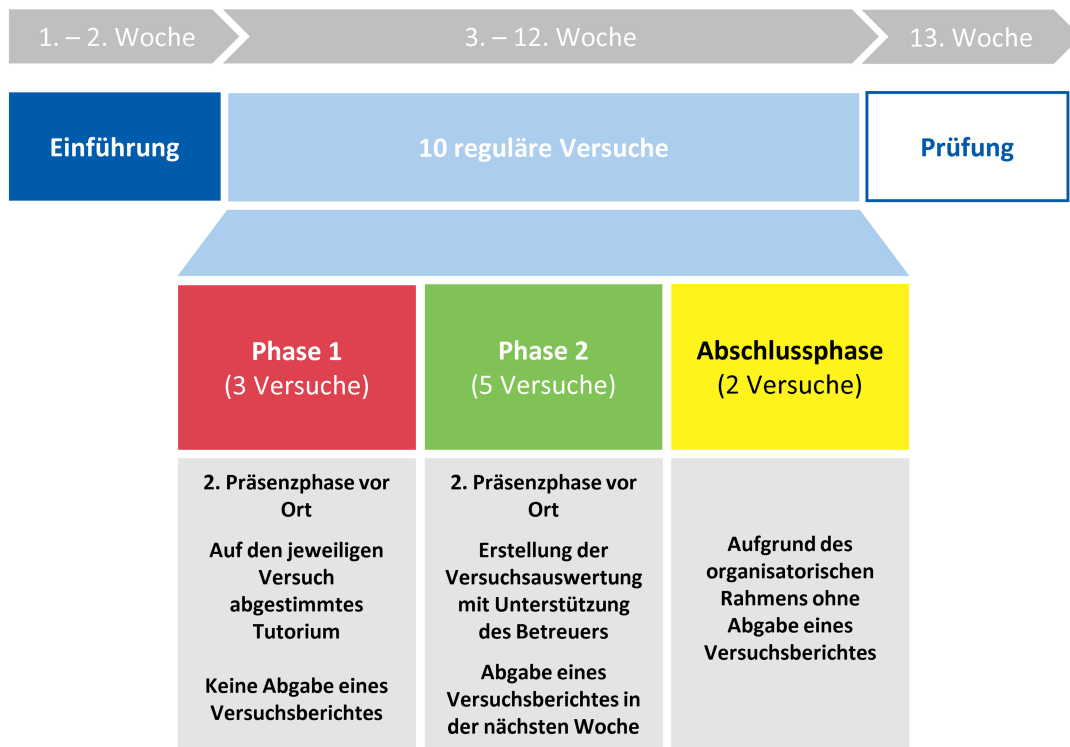 1. – 2. Woche
3. – 12. Woche
13. Woche
Einführung
10 reguläre Versuche
Prüfung
Phase 1
(3 Versuche)
Phase 2
(5 Versuche)
Abschlussphase
(2 Versuche)
2. Präsenzphase vor
Ort
Auf den jeweiligen
Versuch
abgestimmtes
Tutorium
Keine Abgabe eines
Versuchsberichtes
2. Präsenzphase vor
Ort
Erstellung der
Versuchsauswertung
mit Unterstützung
des Betreuers
Abgabe eines
Versuchsberichtes in
der nächsten Woche
Aufgrund des
organisatorischen
Rahmens ohne
Abgabe eines
Versuchsberichtes